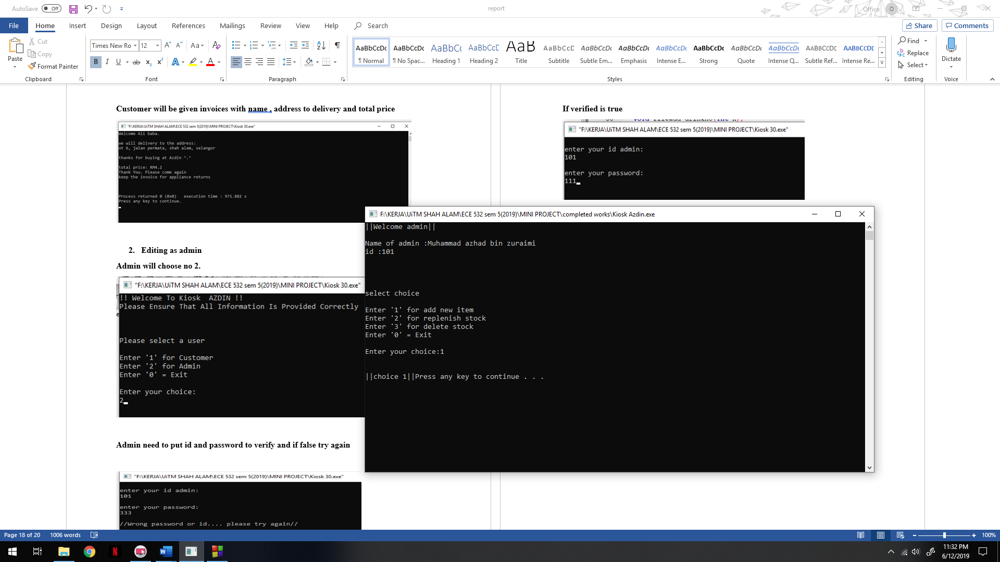 AutoSave Off report Office O
File Home Insert Design Layout References Mailings Review View Help Search Share Comments
Paste Cut Copy Format Painter
Times New Ro 12
AaBbCcDc AaBbCcDc AaBbCc AaBbCcD AaB AaBbCcD AaBbCcDc AaBbCcDc AaBbCcDc AaBbCcDc AaBbCcDc AaBbCcDc AaBbCcDc AaBbCcDc
¶ Normal ¶ No Spac... Heading 1 Heading 2 Title Subtitle Subtle Em... Emphasis Intense E... Strong Quote Intense Q... Subtle Ref... Intense Re...
Find Replace Select Dictate
Clipboard Font Paragraph Styles Editing Voice
Customer will be given invoices with name , address to delivery and total price
"F:\KERJA\UiTM SHAH ALAM\ECE 532 sem 5(2019)\MINI PROJECT\Kiosk 30.exe"
Welcome Ali baba.
we will delivery to the address:
ot 6, jalan permata, shah alam, selangor
thanks for buying at Azdin ^.^
total price: RM4.2
Thank You. Please come again
keep the invoice for appliance returns
Process returned 0 (0x0) execution time : 971.882 s
Press any key to continue.
2. Editing as admin
Admin will choose no 2.
"F:\KERJA\UiTM SHAH ALAM\ECE 532 sem 5(2019)\MINI PROJECT\Kiosk 30.exe"
!! Welcome To Kiosk AZDIN !!
Please Ensure That All Information Is Provided Correctly
Please select a user
Enter '1' for Customer
Enter '2' for Admin
Enter '0' = Exit
Enter your choice:
2
Admin need to put id and password to verify and if false try again
"F:\KERJA\UiTM SHAH ALAM\ECE 532 sem 5(2019)\MINI PROJECT\Kiosk 30.exe"
enter your id admin:
101
enter your password:
333
//Wrong password or id.... please try again//
If verified is true
"F:\KERJA\UiTM SHAH ALAM\ECE 532 sem 5(2019)\MINI PROJECT\Kiosk 30.exe"
enter your id admin:
101
enter your password:
111
F:\KERJA\UiTM SHAH ALAM\ECE 532 sem 5(2019)\MINI PROJECT\completed works\Kiosk Azdin.exe
||Welcome admin||
Name of admin :Muhammad azhad bin zuraimi
id :101
select choice
Enter '1' for add new item
Enter '2' for replenish stock
Enter '3' for delete stock
Enter '0' = Exit
Enter your choice:1
||choice 1||Press any key to continue . . .
Page 18 of 20 1006 words 100%
11:32 PM
6/12/2019